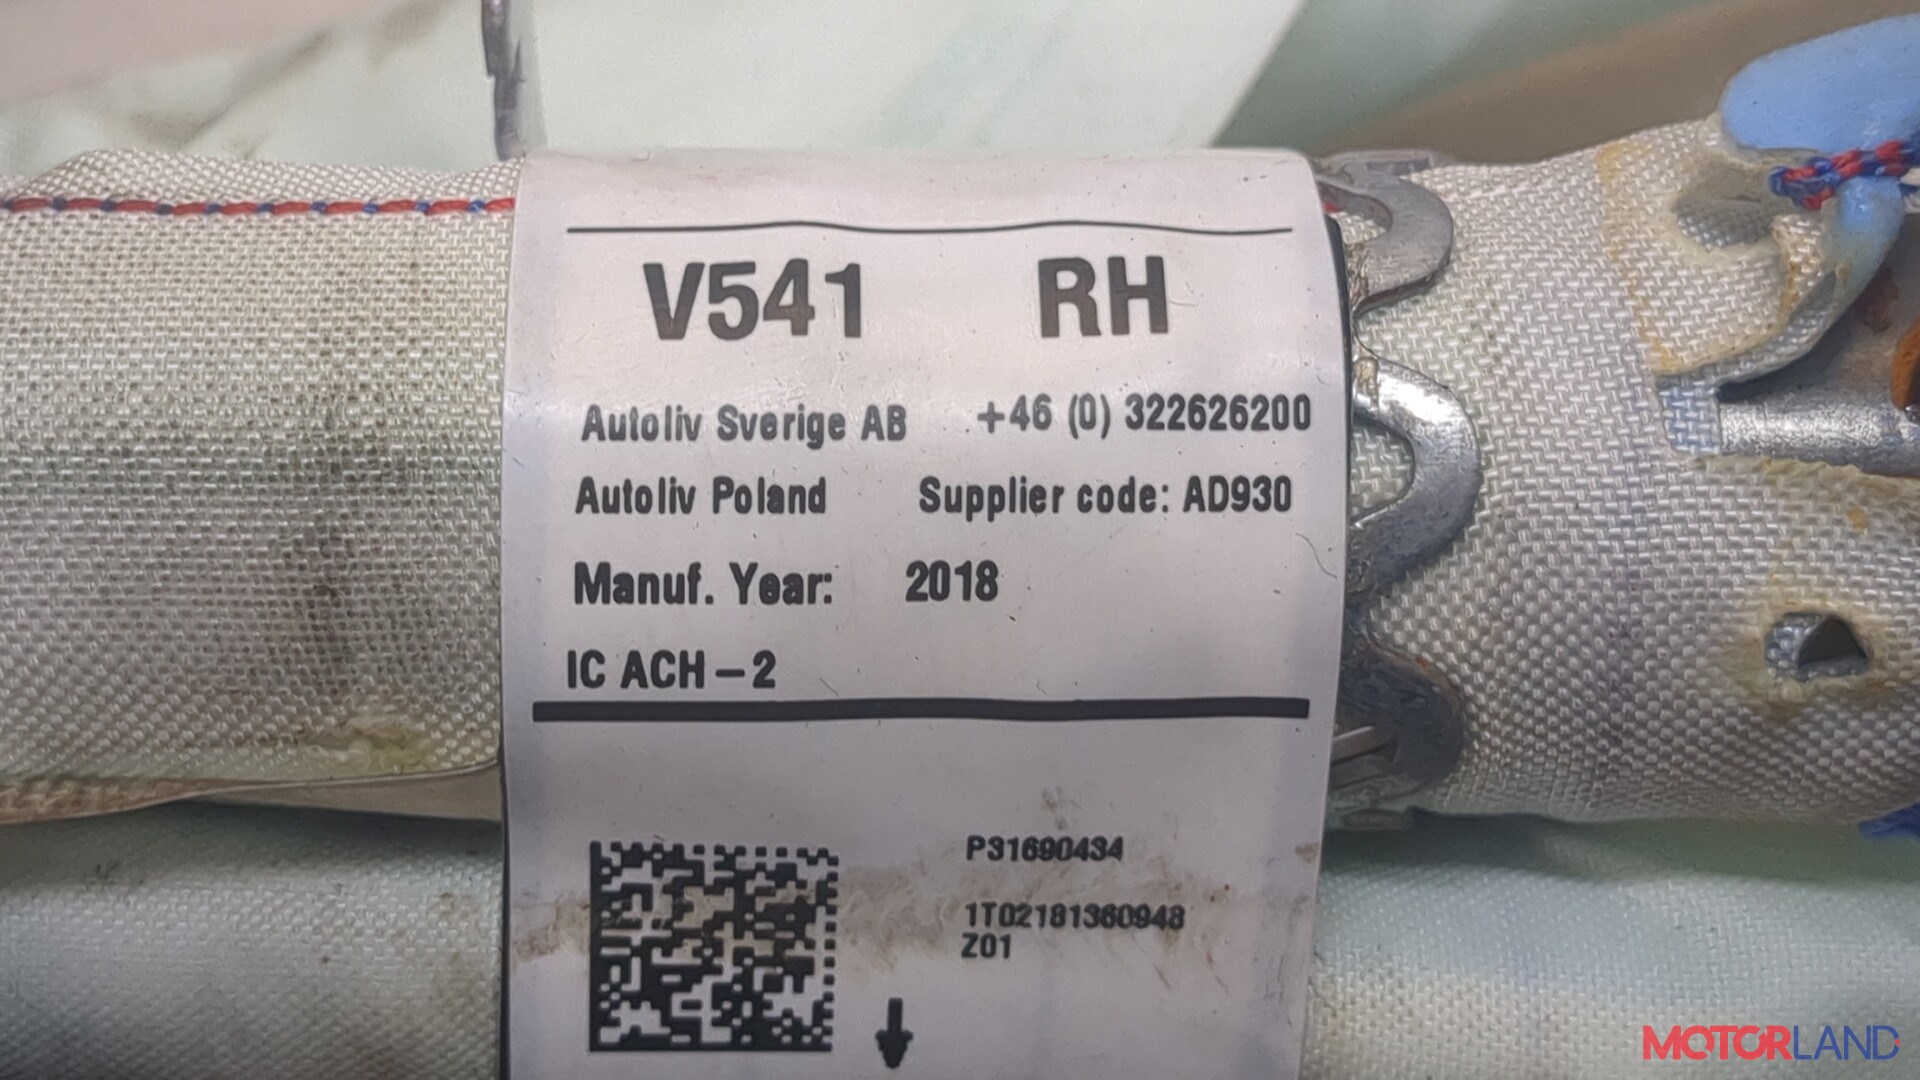 V541 RH
Autoliv Sverige AB +46 (0) 322626200
Autoliv Poland Supplier code: AD930
Manuf. Year: 2018
IC ACH-2
P31690434
1T02181360948
Z01
MOTORLAND